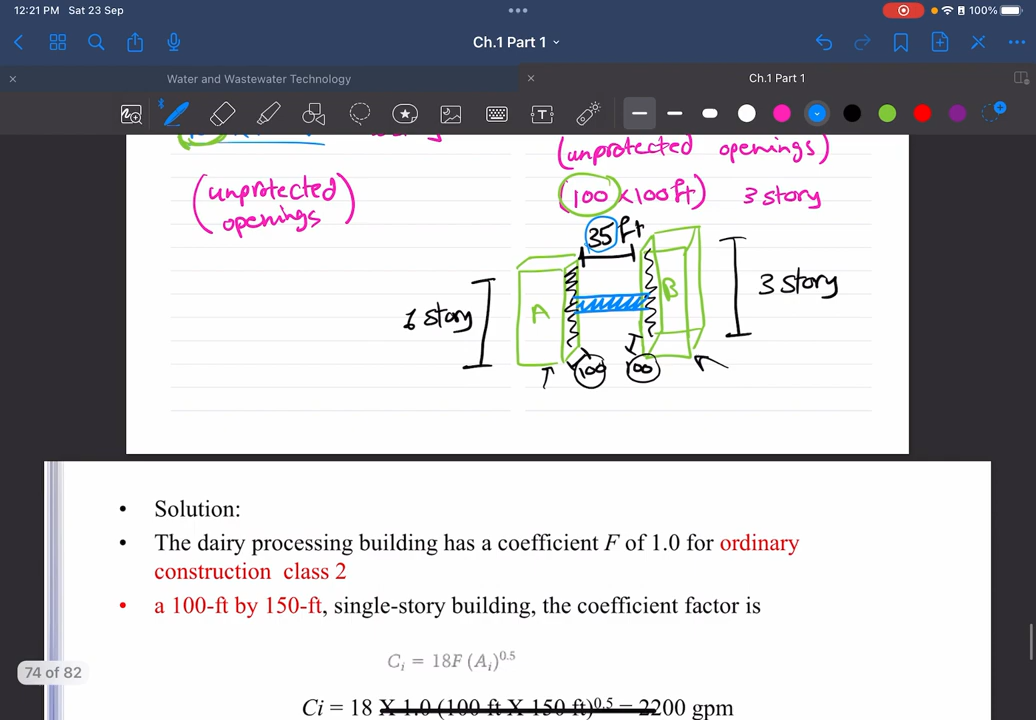 12:21 PM Sat 23 Sep
100%
Ch.1 Part 1
Water and Wastewater Technology
Ch.1 Part 1
(unprotected openings)
(unprotected openings)
(100 x 100ft) 3 story
35 ft
A
B
1 story
3 story
100
100
• Solution:
• The dairy processing building has a coefficient F of 1.0 for ordinary
construction class 2
• a 100-ft by 150-ft, single-story building, the coefficient factor is
Cᵢ = 18F (Aᵢ)⁰·⁵
74 of 82
Ci = 18 X 1.0 (100 ft X 150 ft)⁰·⁵ = 2200 gpm